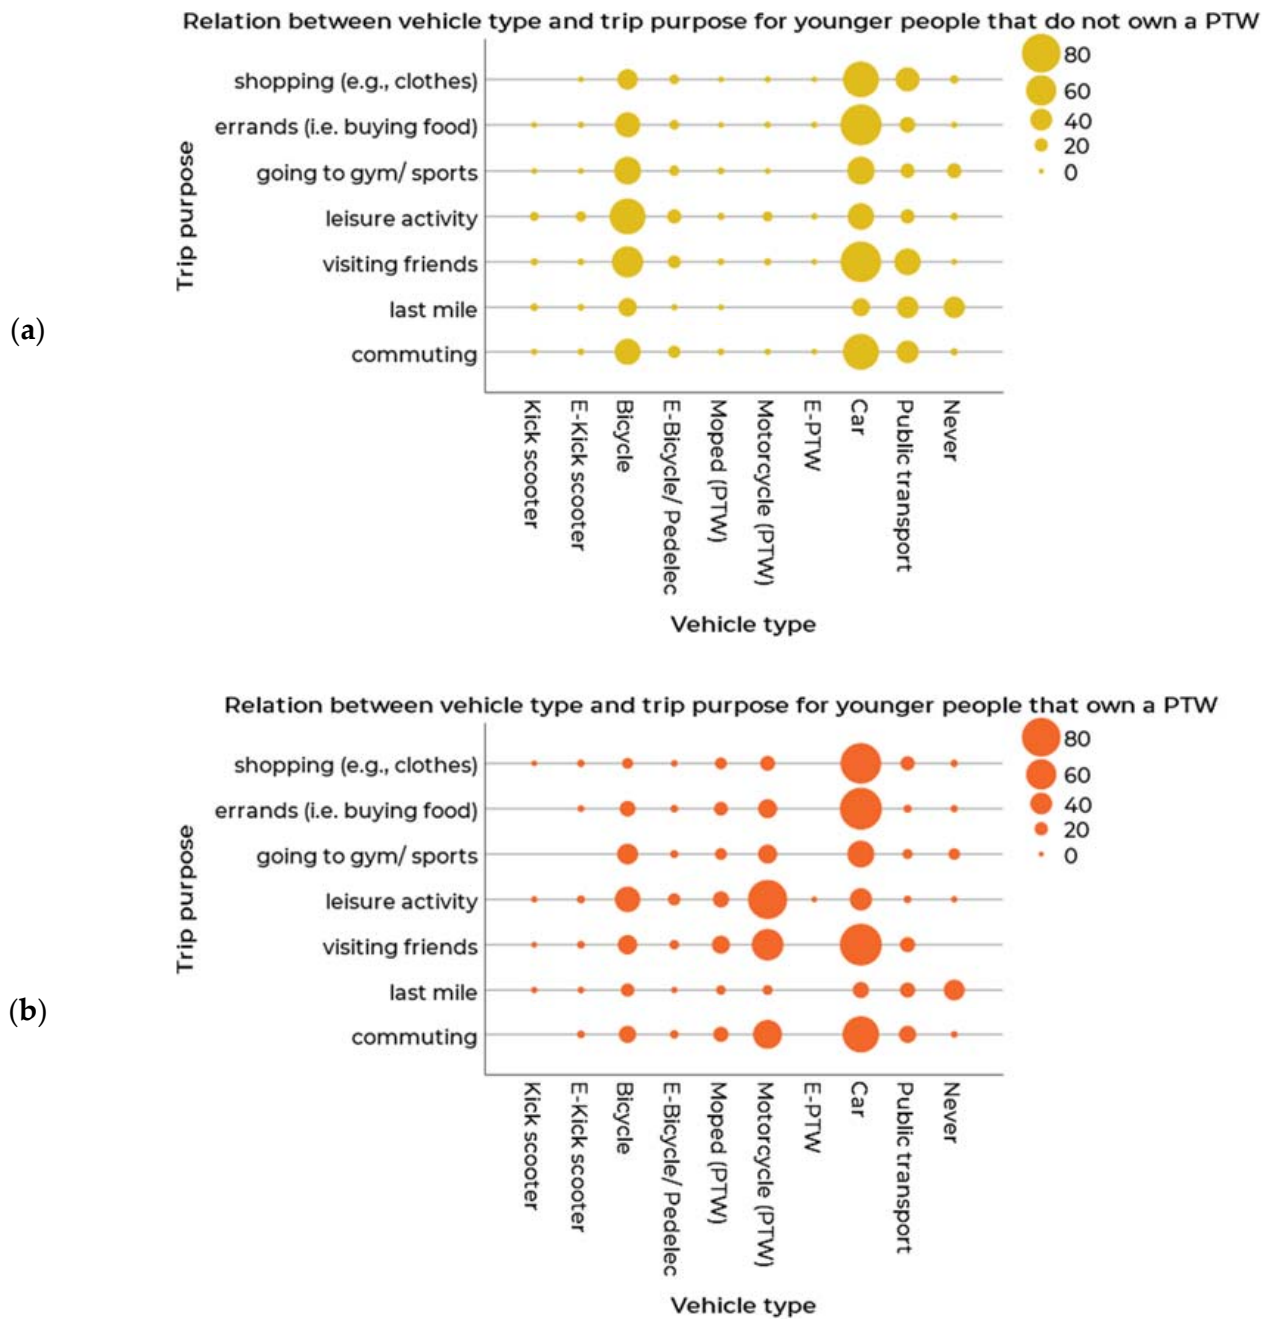 Relation between vehicle type and trip purpose for younger people that do not own a PTW
80
60
40
20
0
shopping (e.g., clothes)
errands (i.e. buying food)
going to gym/ sports
leisure activity
visiting friends
last mile
commuting
Trip purpose
(a)
Kick scooter
E-Kick scooter
Bicycle
E-Bicycle/ Pedelec
Moped (PTW)
Motorcycle (PTW)
E-PTW
Car
Public transport
Never
Vehicle type
Relation between vehicle type and trip purpose for younger people that own a PTW
80
60
40
20
0
shopping (e.g., clothes)
errands (i.e. buying food)
going to gym/ sports
leisure activity
visiting friends
last mile
commuting
Trip purpose
(b)
Kick scooter
E-Kick scooter
Bicycle
E-Bicycle/ Pedelec
Moped (PTW)
Motorcycle (PTW)
E-PTW
Car
Public transport
Never
Vehicle type